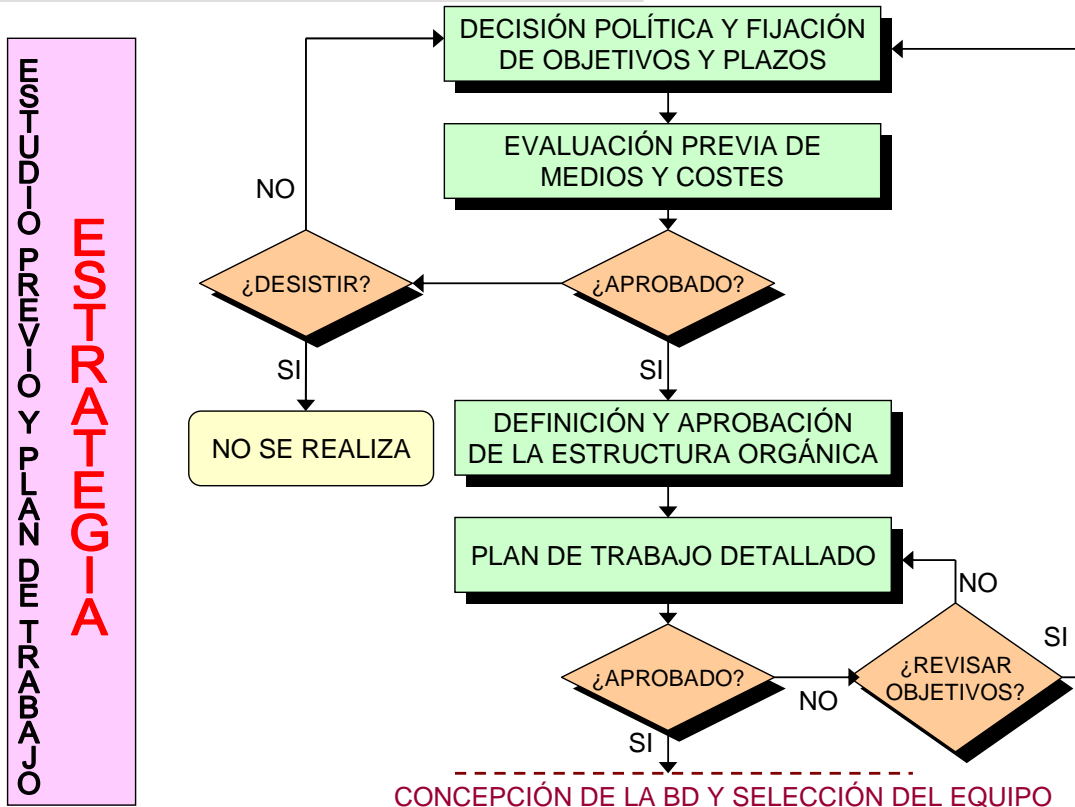 ESTUDIO PREVIO Y PLAN DE TRABAJO
ESTRATEGIA
DECISIÓN POLÍTICA Y FIJACIÓN
DE OBJETIVOS Y PLAZOS
EVALUACIÓN PREVIA DE
MEDIOS Y COSTES
NO
¿DESISTIR?
¿APROBADO?
SI
SI
NO SE REALIZA
DEFINICIÓN Y APROBACIÓN
DE LA ESTRUCTURA ORGÁNICA
PLAN DE TRABAJO DETALLADO
NO
SI
¿APROBADO?
¿REVISAR
OBJETIVOS?
NO
SI
CONCEPCIÓN DE LA BD Y SELECCIÓN DEL EQUIPO